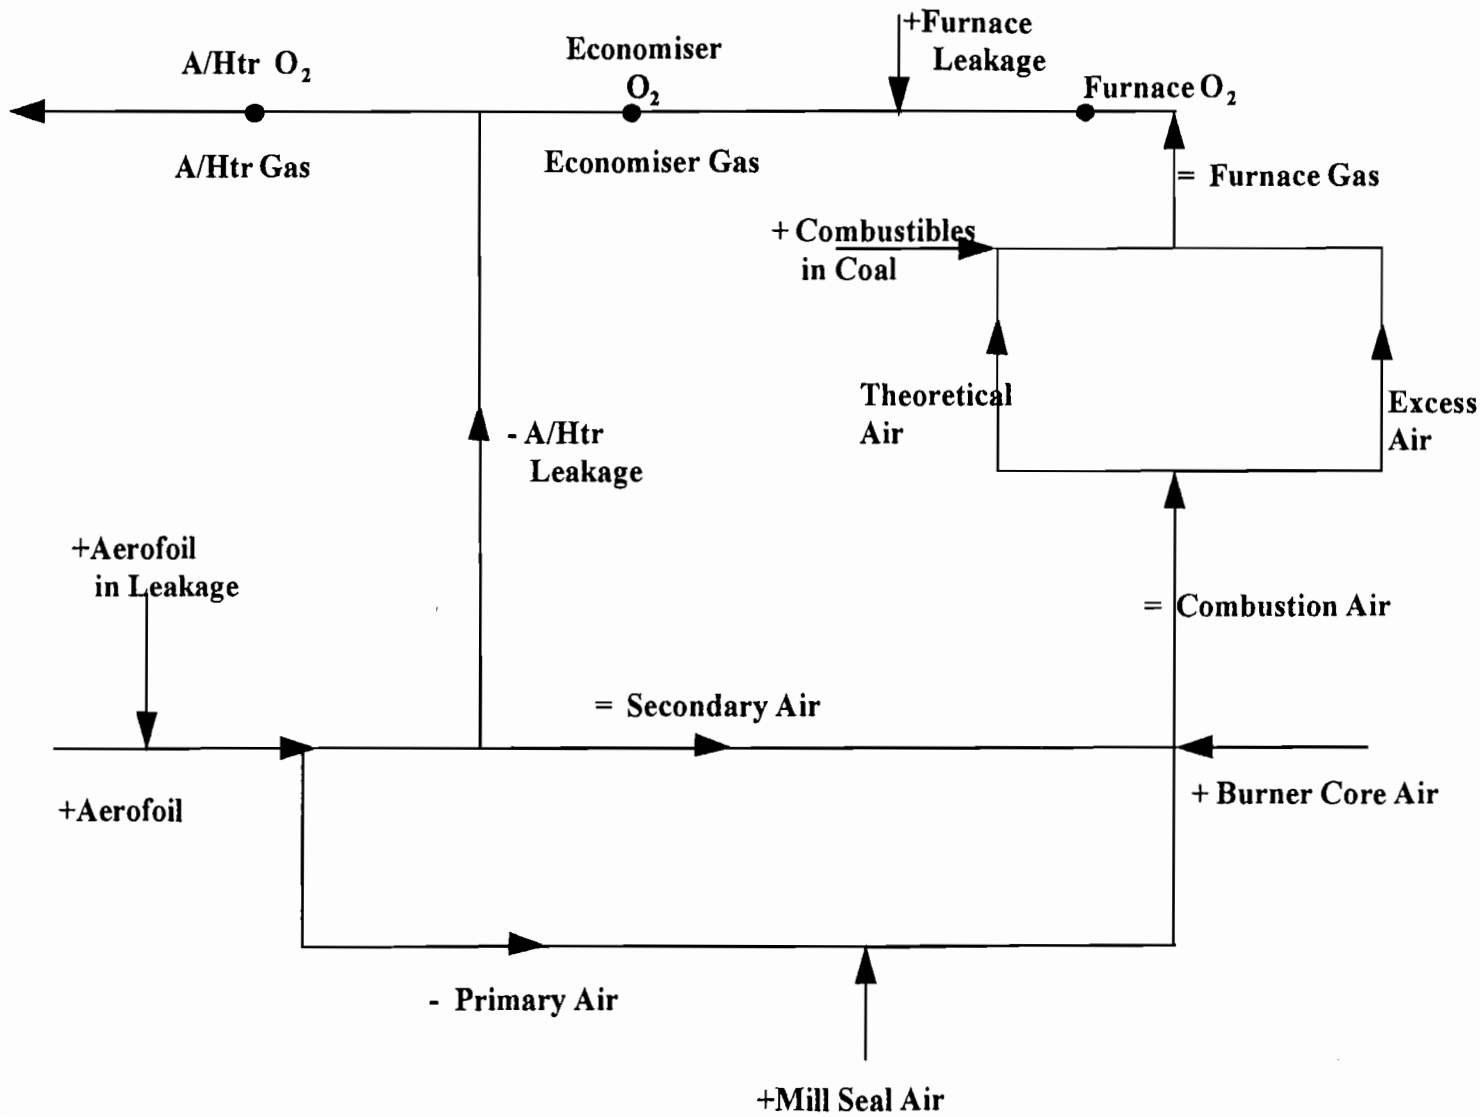 +Furnace
Leakage
Economiser
O₂
A/Htr O₂
Furnace O₂
A/Htr Gas
Economiser Gas
= Furnace Gas
+ Combustibles
in Coal
Theoretical
Air
Excess
Air
- A/Htr
Leakage
+Aerofoil
in Leakage
= Combustion Air
= Secondary Air
+Aerofoil
+ Burner Core Air
- Primary Air
+Mill Seal Air